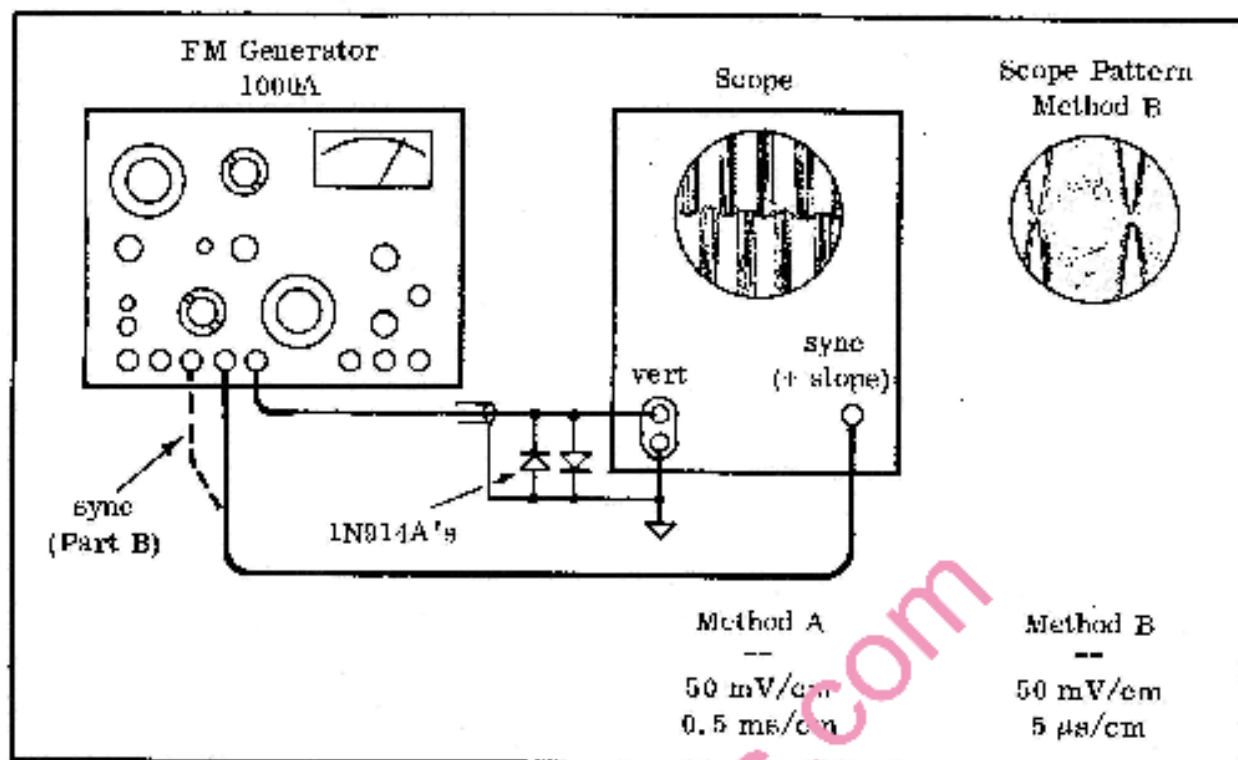 FM Generator
1000A
Scope
Scope Pattern
Method B
sync
(+ slope)
vert
sync
(Part B)
1N914A's
Method A
--
50 mV/cm
0.5 ms/cm
Method B
--
50 mV/cm
5 μs/cm
com